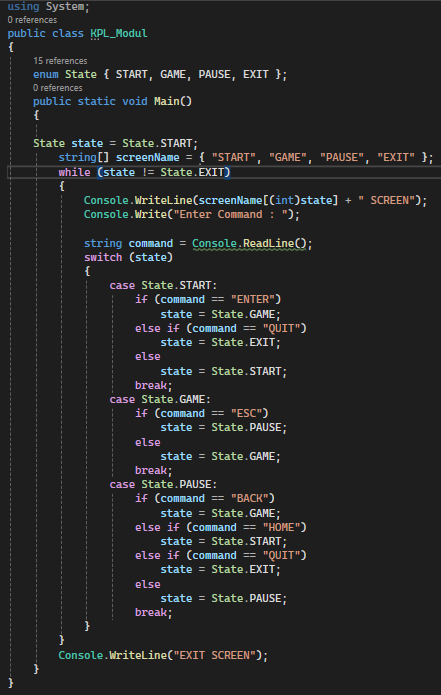 using System;
0 references
public class KPL_Modul
{
15 references
enum State { START, GAME, PAUSE, EXIT };
0 references
public static void Main()
{
State state = State.START;
string[] screenName = { "START", "GAME", "PAUSE", "EXIT" };
while (state != State.EXIT)
{
Console.WriteLine(screenName[(int)state] + " SCREEN");
Console.Write("Enter Command : ");
string command = Console.ReadLine();
switch (state)
{
case State.START:
if (command == "ENTER")
state = State.GAME;
else if (command == "QUIT")
state = State.EXIT;
else
state = State.START;
break;
case State.GAME:
if (command == "ESC")
state = State.PAUSE;
else
state = State.GAME;
break;
case State.PAUSE:
if (command == "BACK")
state = State.GAME;
else if (command == "HOME")
state = State.START;
else if (command == "QUIT")
state = State.EXIT;
else
state = State.PAUSE;
break;
}
}
Console.WriteLine("EXIT SCREEN");
}
}